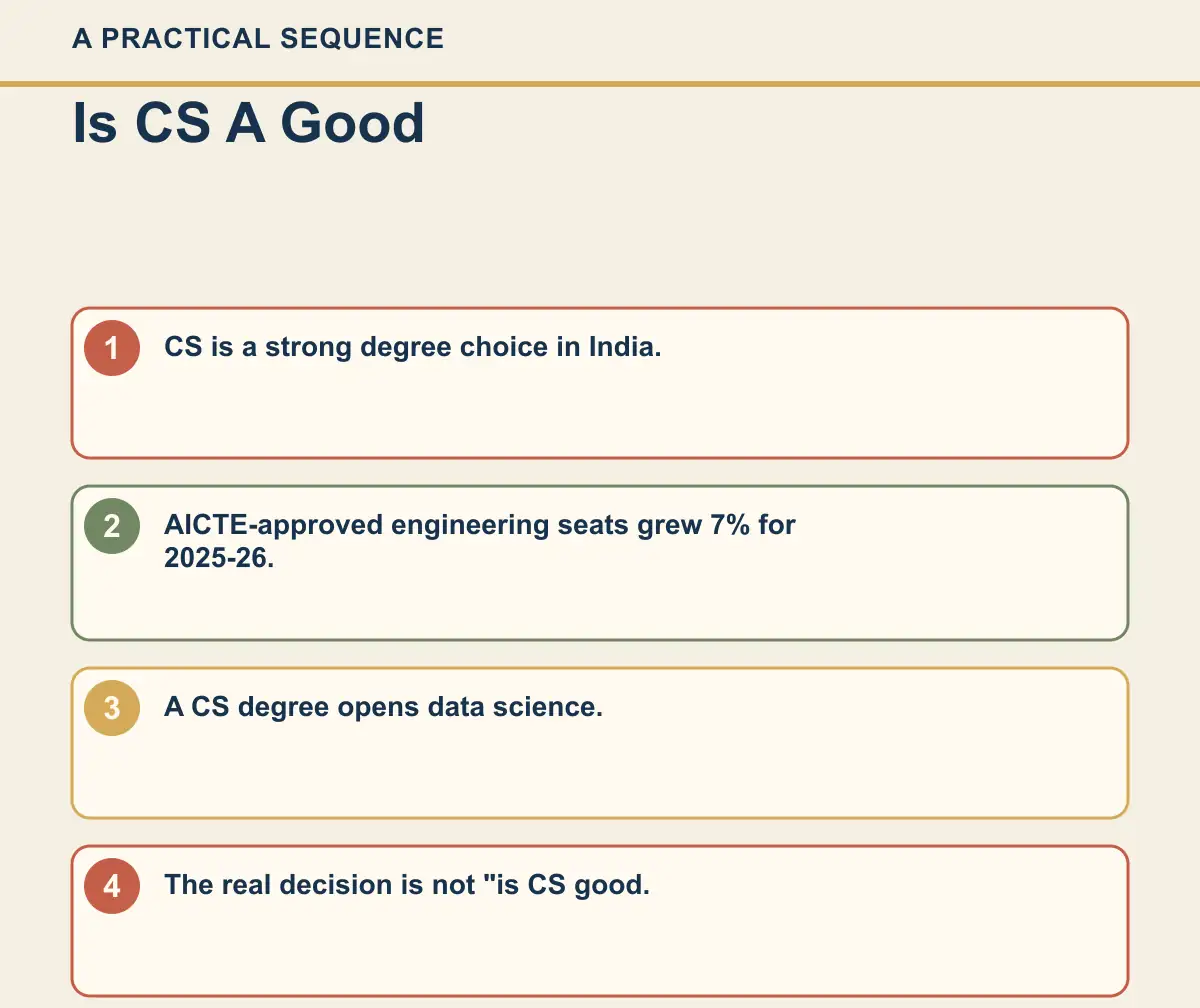 A PRACTICAL SEQUENCE
Is CS A Good
1
CS is a strong degree choice in India.
2
AICTE-approved engineering seats grew 7% for
2025-26.
3
A CS degree opens data science.
4
The real decision is not "is CS good.